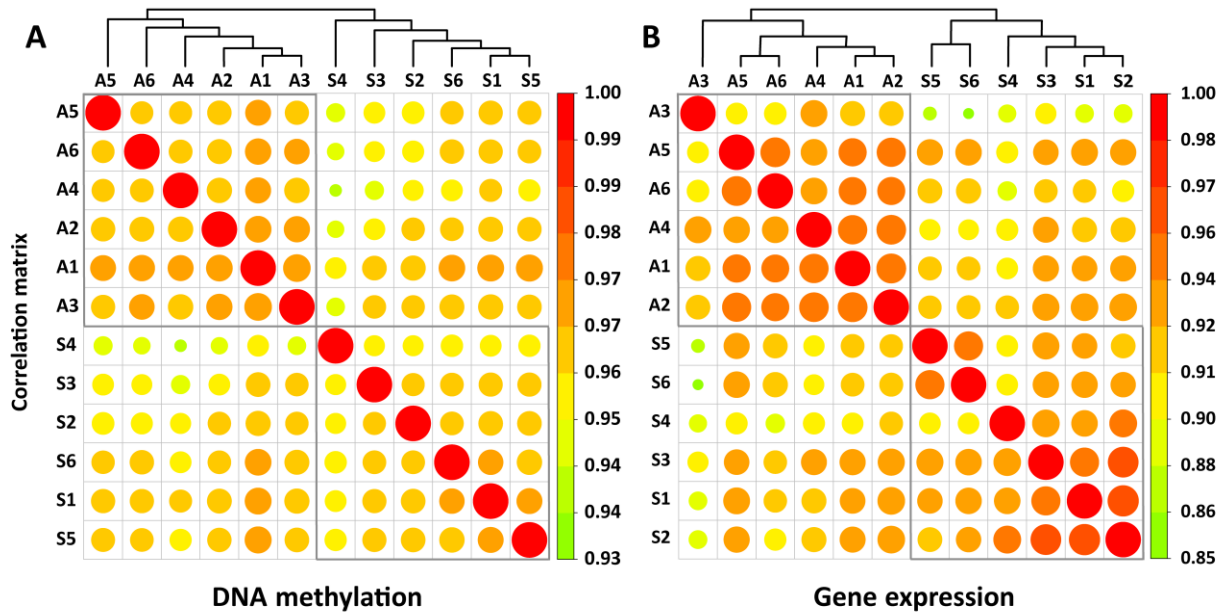 A
A5 A6 A4 A2 A1 A3 S4 S3 S2 S6 S1 S5
A5
A6
A4
A2
A1
A3
S4
S3
S2
S6
S1
S5
Correlation matrix
1.00
0.99
0.99
0.98
0.97
0.97
0.96
0.95
0.94
0.94
0.93
DNA methylation
B
A3 A5 A6 A4 A1 A2 S5 S6 S4 S3 S1 S2
A3
A5
A6
A4
A1
A2
S5
S6
S4
S3
S1
S2
1.00
0.98
0.97
0.96
0.94
0.92
0.91
0.90
0.88
0.86
0.85
Gene expression